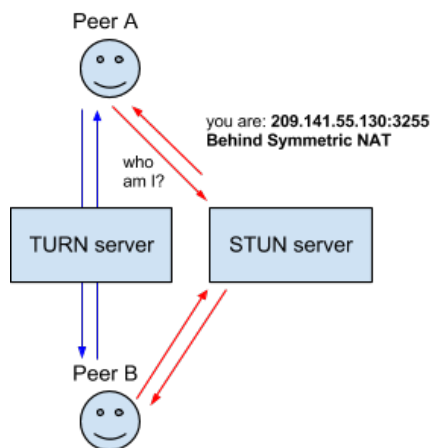 Peer A
you are: 209.141.55.130:3255
Behind Symmetric NAT
who
am I?
TURN server
STUN server
Peer B